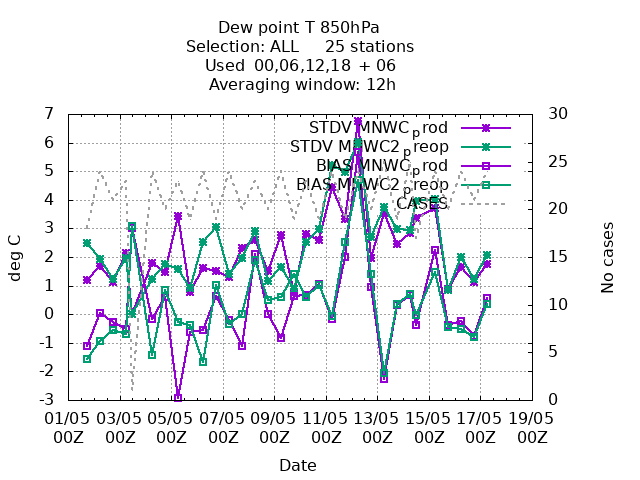 Dew point T 850hPa
Selection: ALL 25 stations
Used 00,06,12,18 + 06
Averaging window: 12h
STDV MNWC_prod
STDV MNWC2_preop
BIAS MNWC_prod
BIAS MNWC2_preop
CASES
7
6
5
4
3
2
1
0
-1
-2
-3
deg C
30
25
20
15
10
5
0
No cases
01/05 03/05 05/05 07/05 09/05 11/05 13/05 15/05 17/05 19/05
00Z 00Z 00Z 00Z 00Z 00Z 00Z 00Z 00Z 00Z
Date